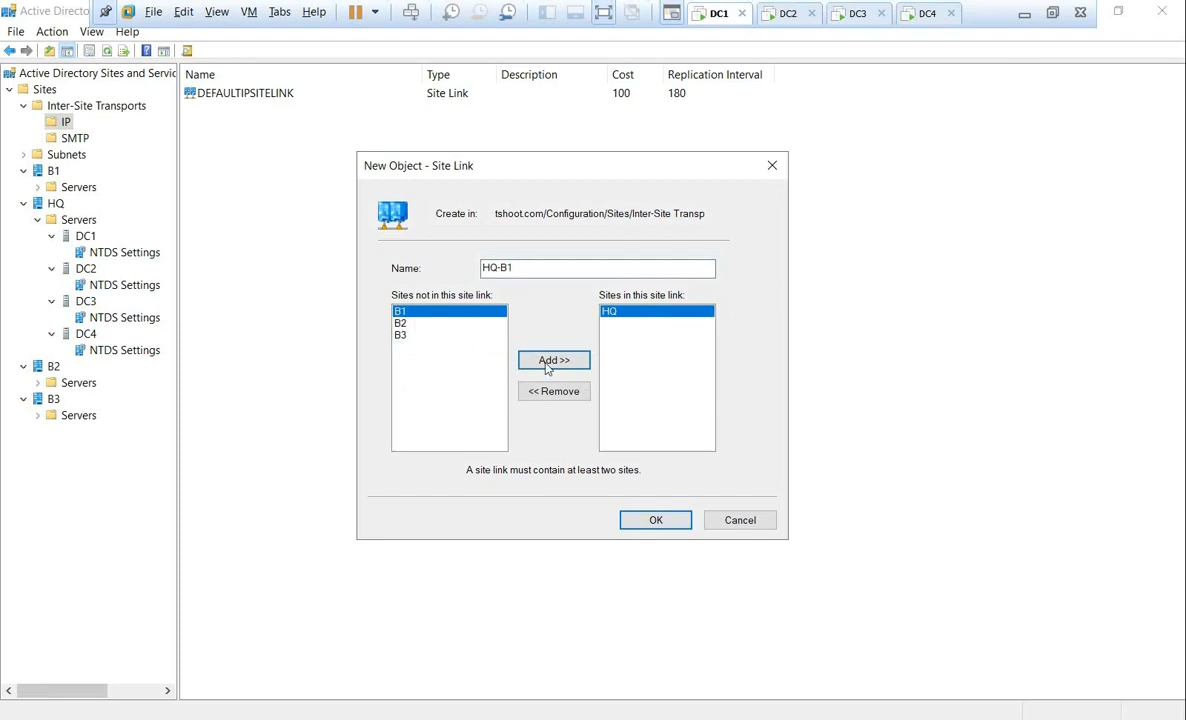 Active Directo File Edit View VM Tabs Help DC1 DC2 DC3 DC4
File Action View Help
Active Directory Sites and Servic
Sites
Inter-Site Transports
IP
SMTP
Subnets
B1
Servers
HQ
Servers
DC1
NTDS Settings
DC2
NTDS Settings
DC3
NTDS Settings
DC4
NTDS Settings
B2
Servers
B3
Servers
Name Type Description Cost Replication Interval
DEFAULTIPSITELINK Site Link 100 180
New Object - Site Link
Create in: tshoot.com/Configuration/Sites/Inter-Site Transp
Name: HQ-B1
Sites not in this site link: Sites in this site link:
B1 HQ
B2
B3
Add >>
<< Remove
A site link must contain at least two sites.
OK Cancel